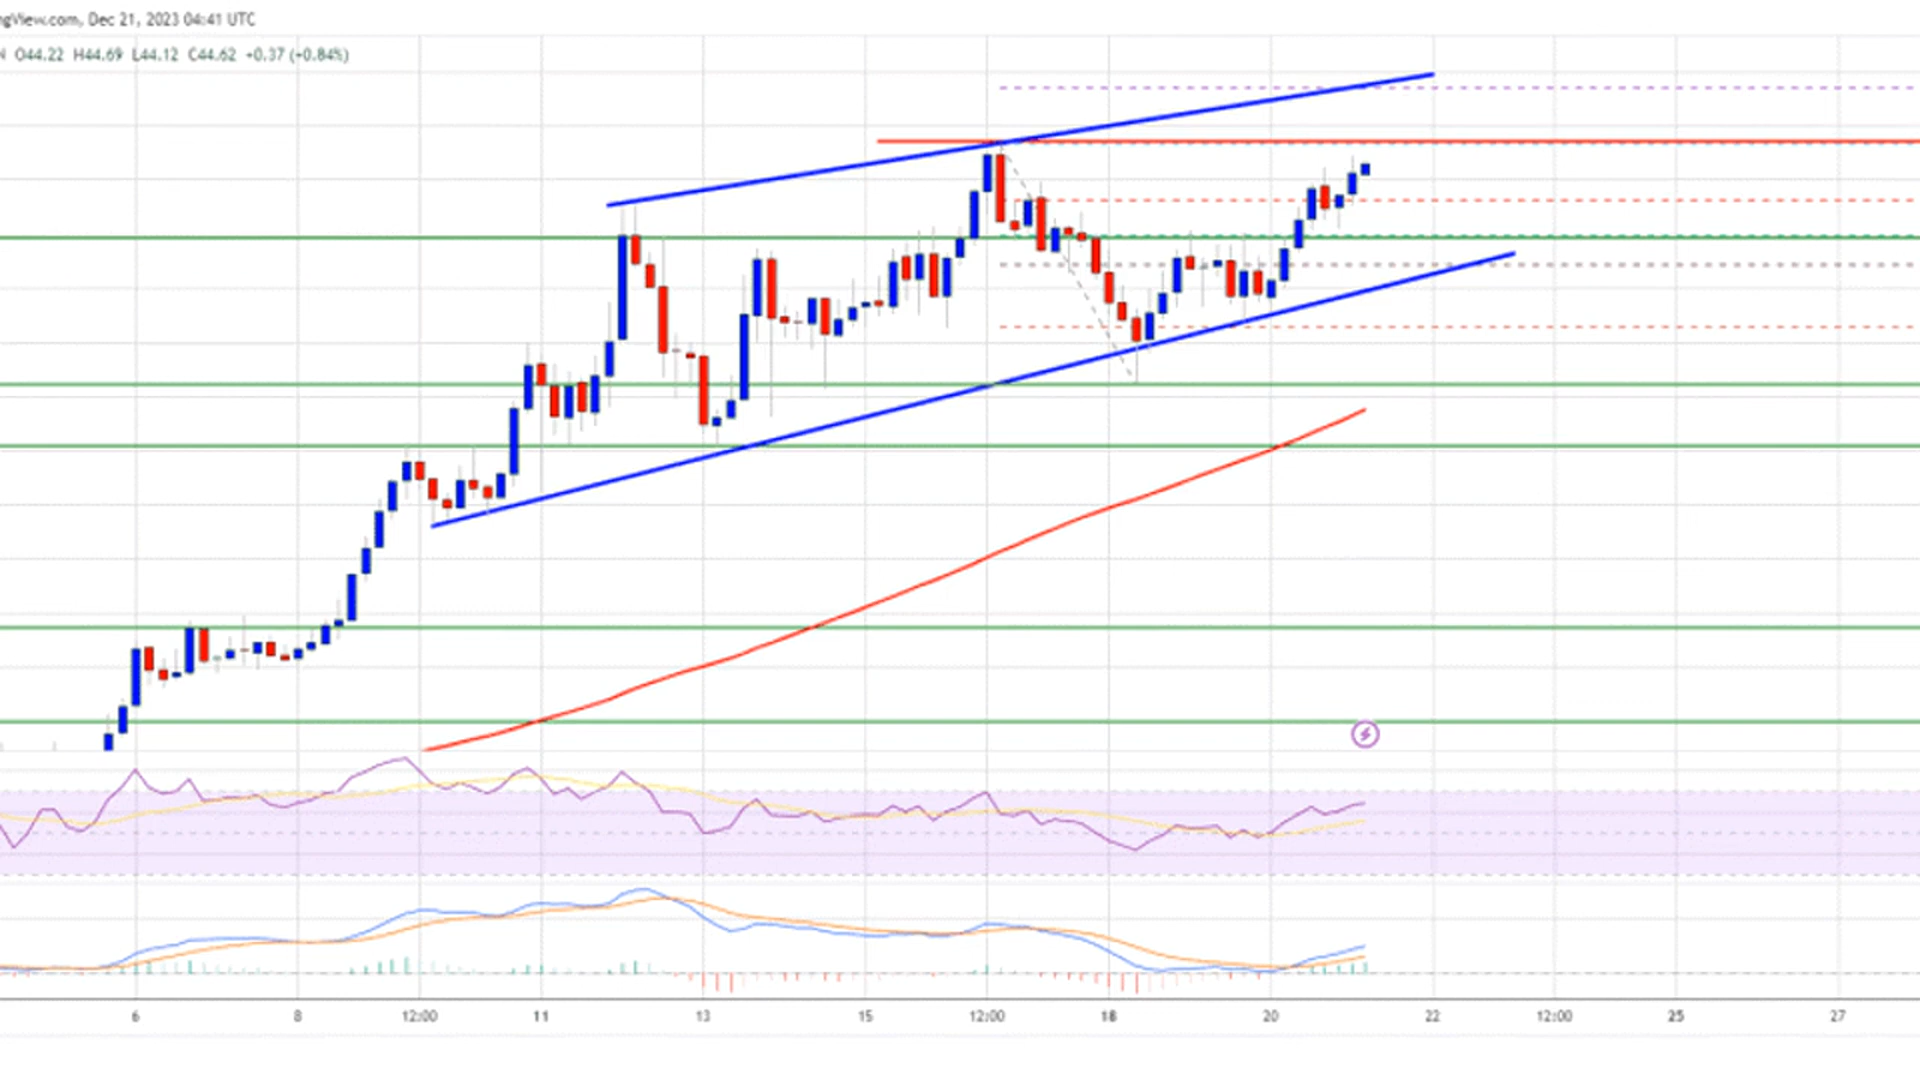 ngView.com, Dec 21, 2023 04:41 UTC
N O44.22 H44.69 L44.12 C44.62 +0.37 (+0.84%)
6 8 12:00 11 13 15 12:00 18 20 22 12:00 25 27